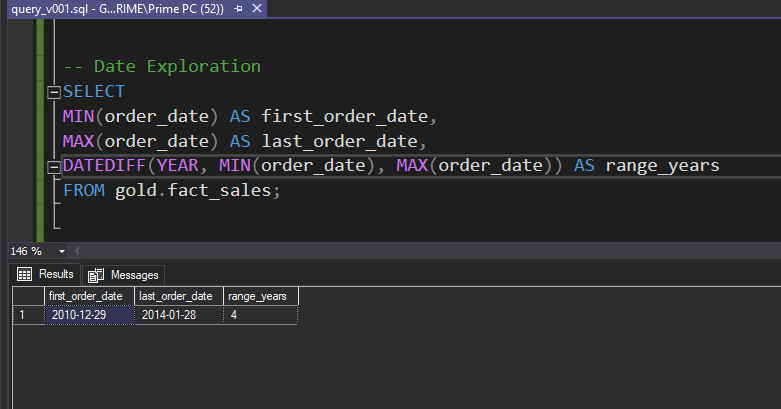 query_v001.sql - G...RIME\Prime PC (52))
-- Date Exploration
SELECT
MIN(order_date) AS first_order_date,
MAX(order_date) AS last_order_date,
DATEDIFF(YEAR, MIN(order_date), MAX(order_date)) AS range_years
FROM gold.fact_sales;
146 %
Results Messages
first_order_date last_order_date range_years
1 2010-12-29 2014-01-28 4